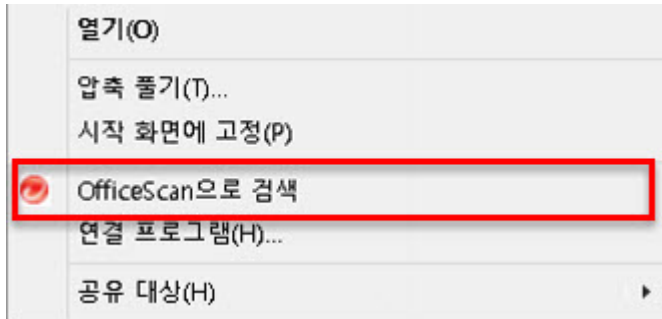 열기(O)
압축 풀기(T)...
시작 화면에 고정(P)
OfficeScan으로 검색
연결 프로그램(H)...
공유 대상(H)